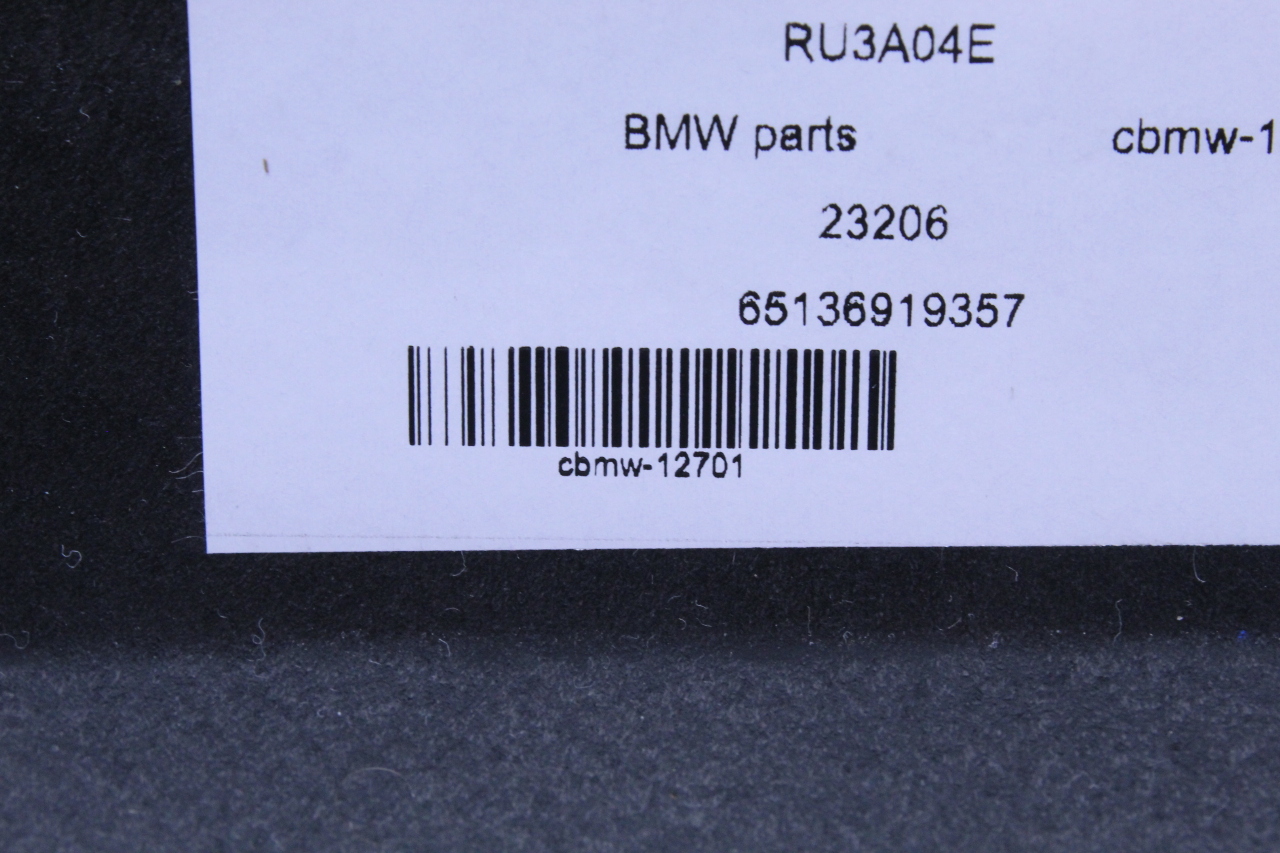 RU3A04E
BMW parts cbmw-1
23206
65136919357
cbmw-12701